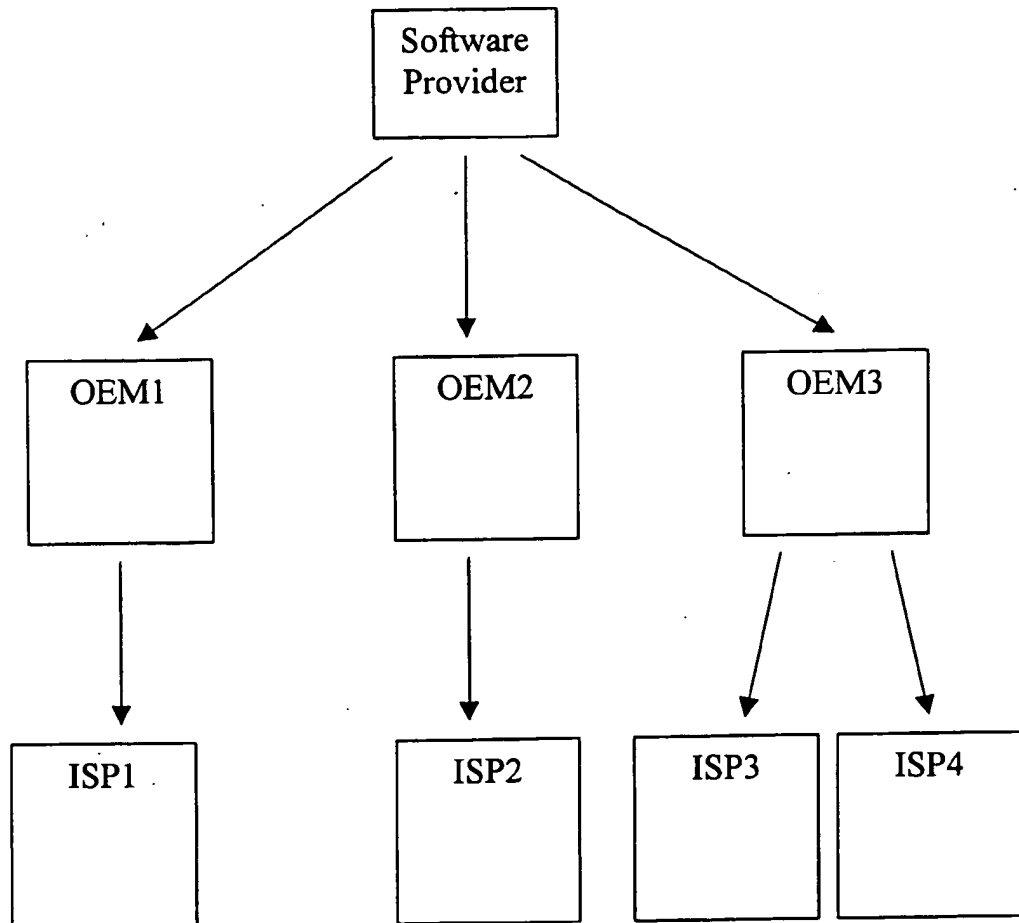 Software
Provider
OEM1
OEM2
OEM3
ISP1
ISP2
ISP3
ISP4